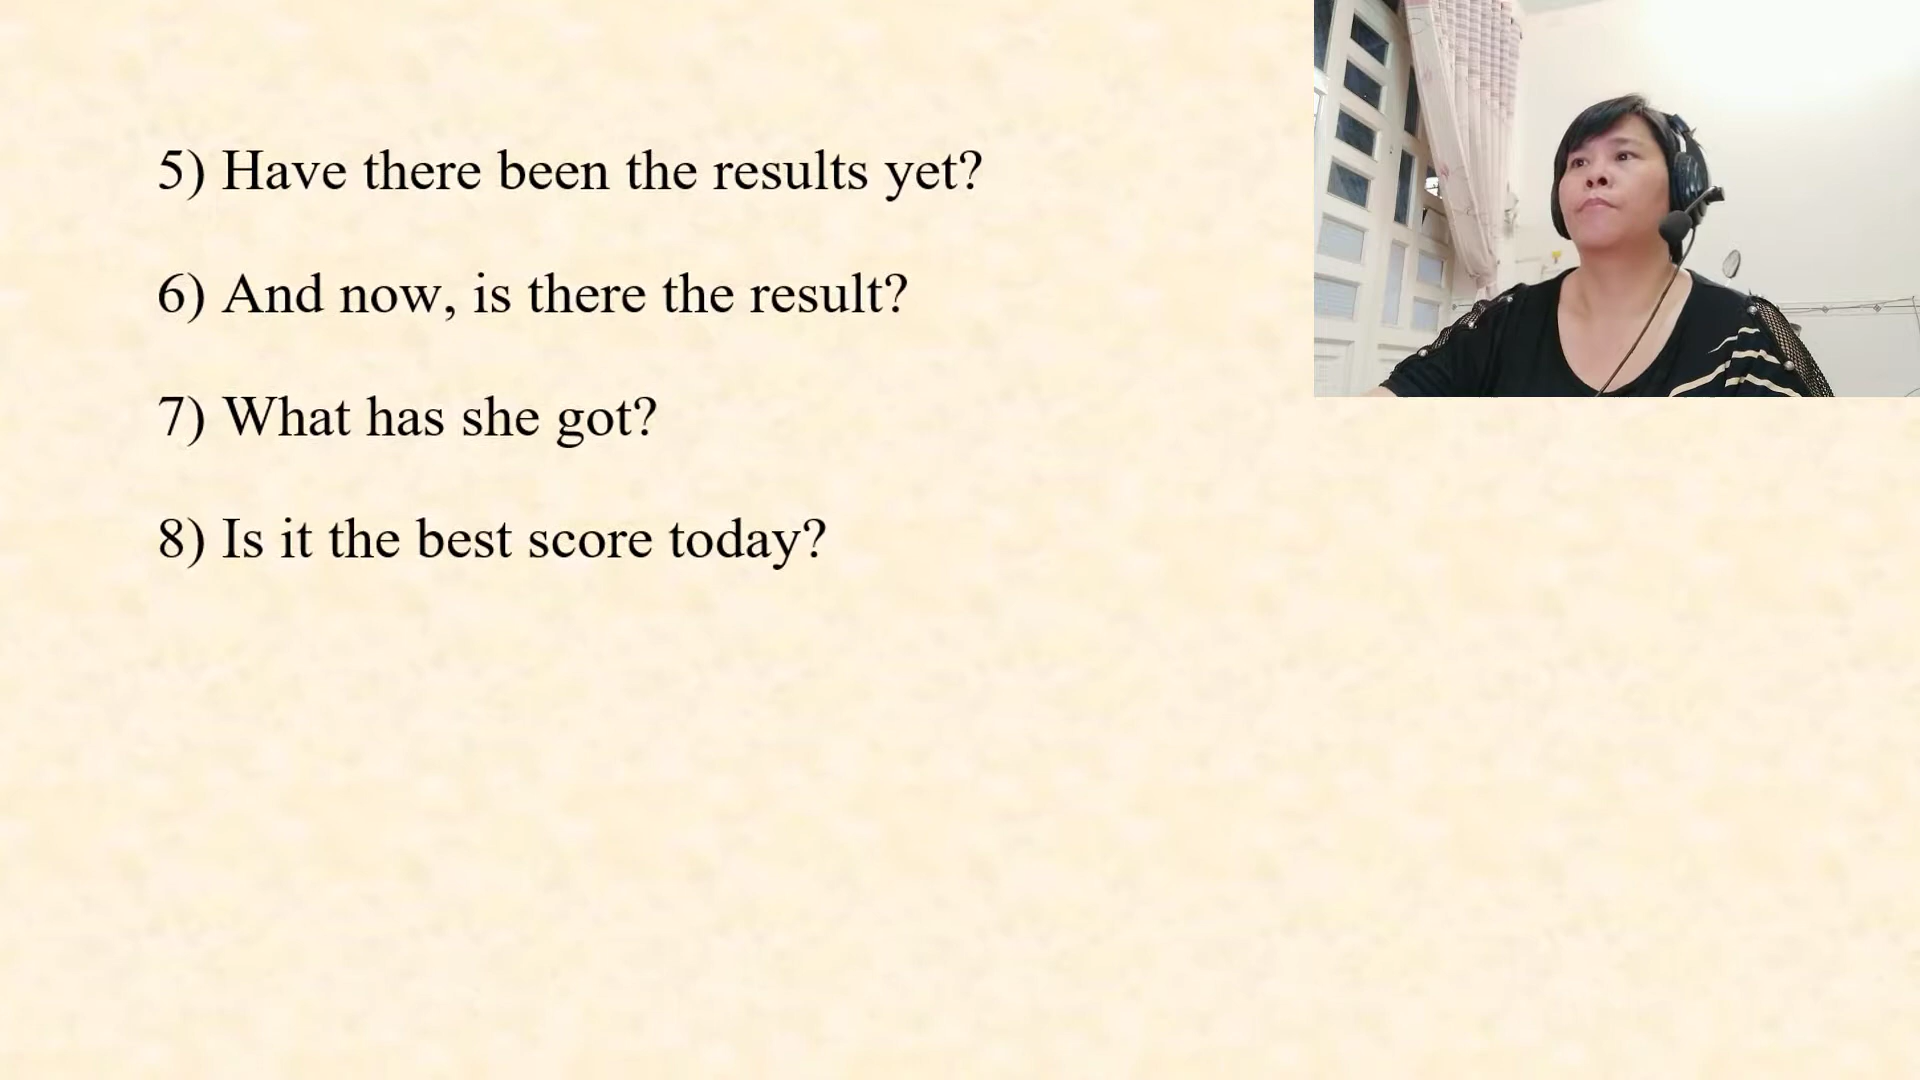 5) Have there been the results yet?
6) And now, is there the result?
7) What has she got?
8) Is it the best score today?